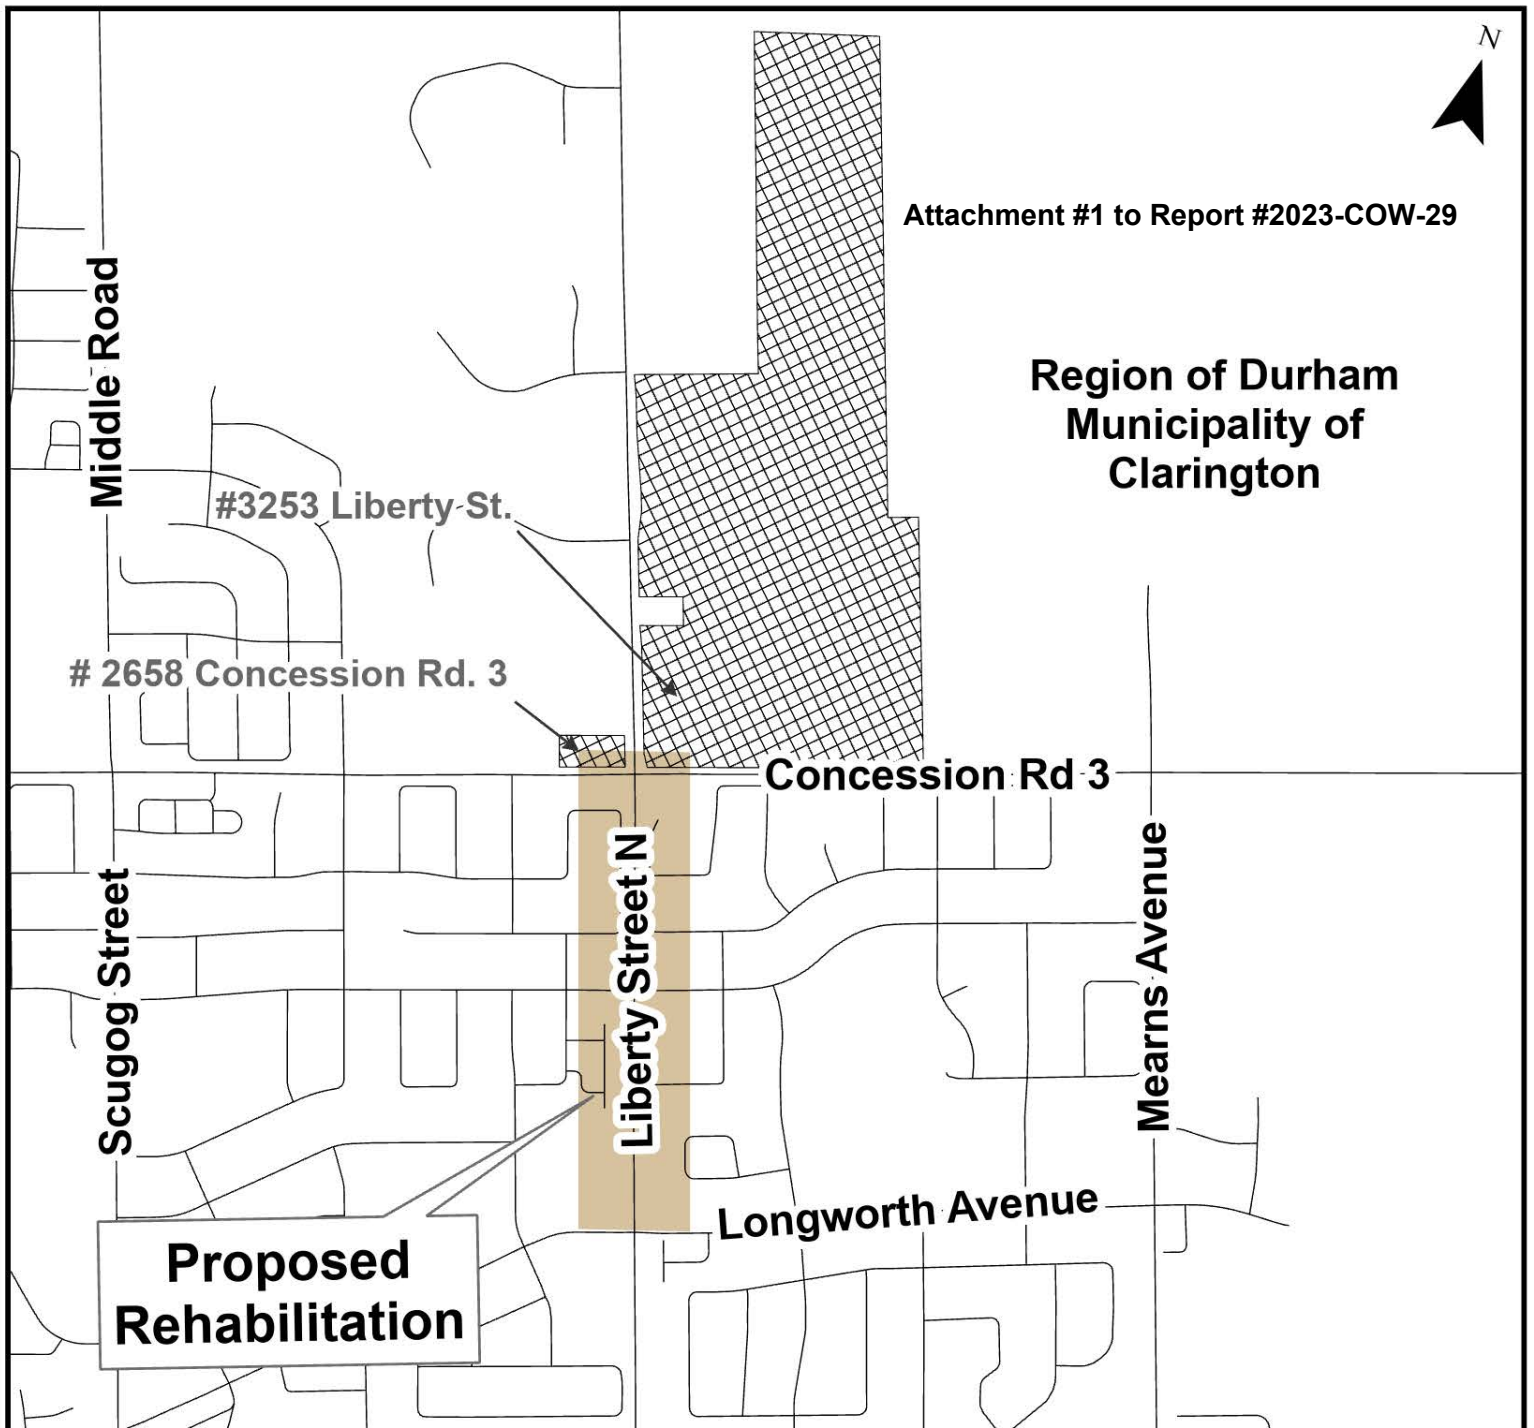 N
Attachment #1 to Report #2023-COW-29
Middle Road
Region of Durham
Municipality of
Clarington
#3253 Liberty St.
# 2658 Concession Rd. 3
Concession Rd 3
Scugog Street
Liberty Street N
Mearns Avenue
Longworth Avenue
Proposed
Rehabilitation